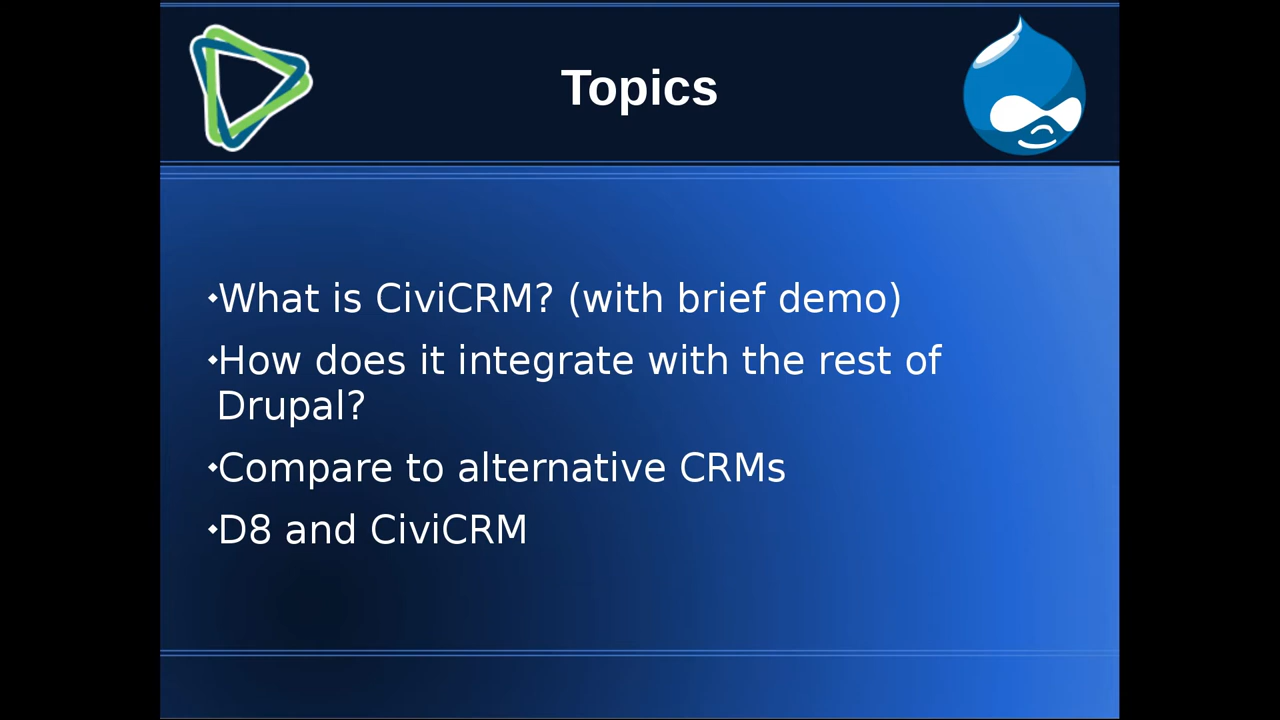 Topics
What is CiviCRM? (with brief demo)
How does it integrate with the rest of
Drupal?
Compare to alternative CRMs
D8 and CiviCRM